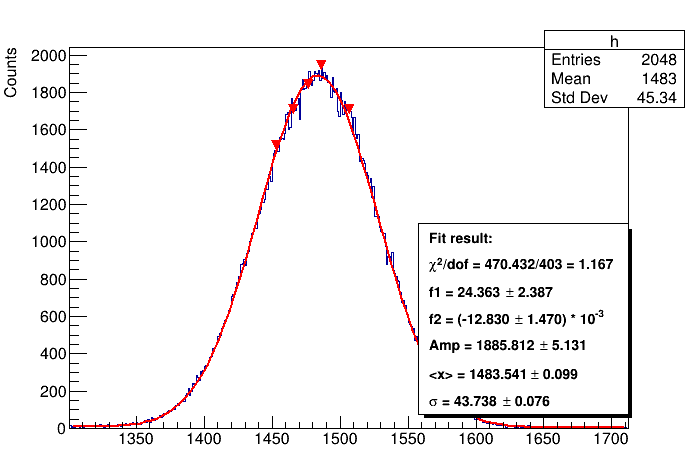 h
Entries 2048
Mean 1483
Std Dev 45.34
Counts
2000
1800
1600
1400
1200
1000
800
600
400
200
0
Fit result:
χ²/dof = 470.432/403 = 1.167
f1 = 24.363 ± 2.387
f2 = (-12.830 ± 1.470) * 10⁻³
Amp = 1885.812 ± 5.131
<x> = 1483.541 ± 0.099
σ = 43.738 ± 0.076
1350 1400 1450 1500 1550 1600 1650 1700